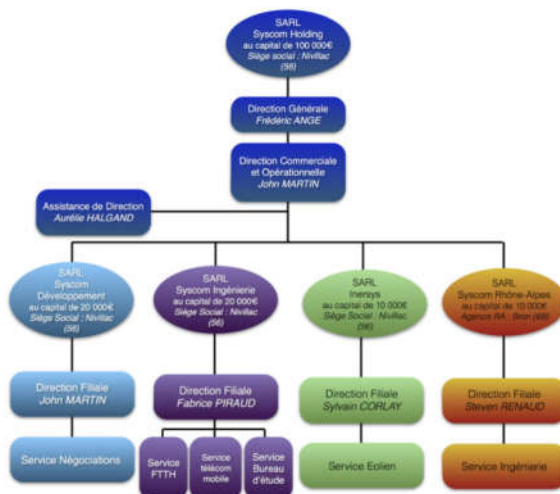 SARL
Syscom Holding
au capital de 100 000€
Siège social : Nivillac
(56)
Direction Générale
Frédéric ANGE
Direction Commerciale
et Opérationnelle
John MARTIN
Assistance de Direction
Aurélie HALGAND
SARL
Syscom
Développement
au capital de 20 000€
Siège Social : Nivillac
(56)
SARL
Syscom Ingénierie
au capital de 20 000€
Siège Social : Nivillac
(56)
SARL
Inersys
au capital de 10 000€
Siège Social : Nivillac
(56)
SARL
Syscom Rhône-Alpes
au capital de 10 000€
Agence RA : Bron (69)
Direction Filiale
John MARTIN
Direction Filiale
Fabrice PIRAUD
Direction Filiale
Sylvain CORLAY
Direction Filiale
Steven RENAUD
Service Négociations
Service
FTTH
Service
télécom
mobile
Service
Bureau
d'étude
Service Eolien
Service Ingénierie